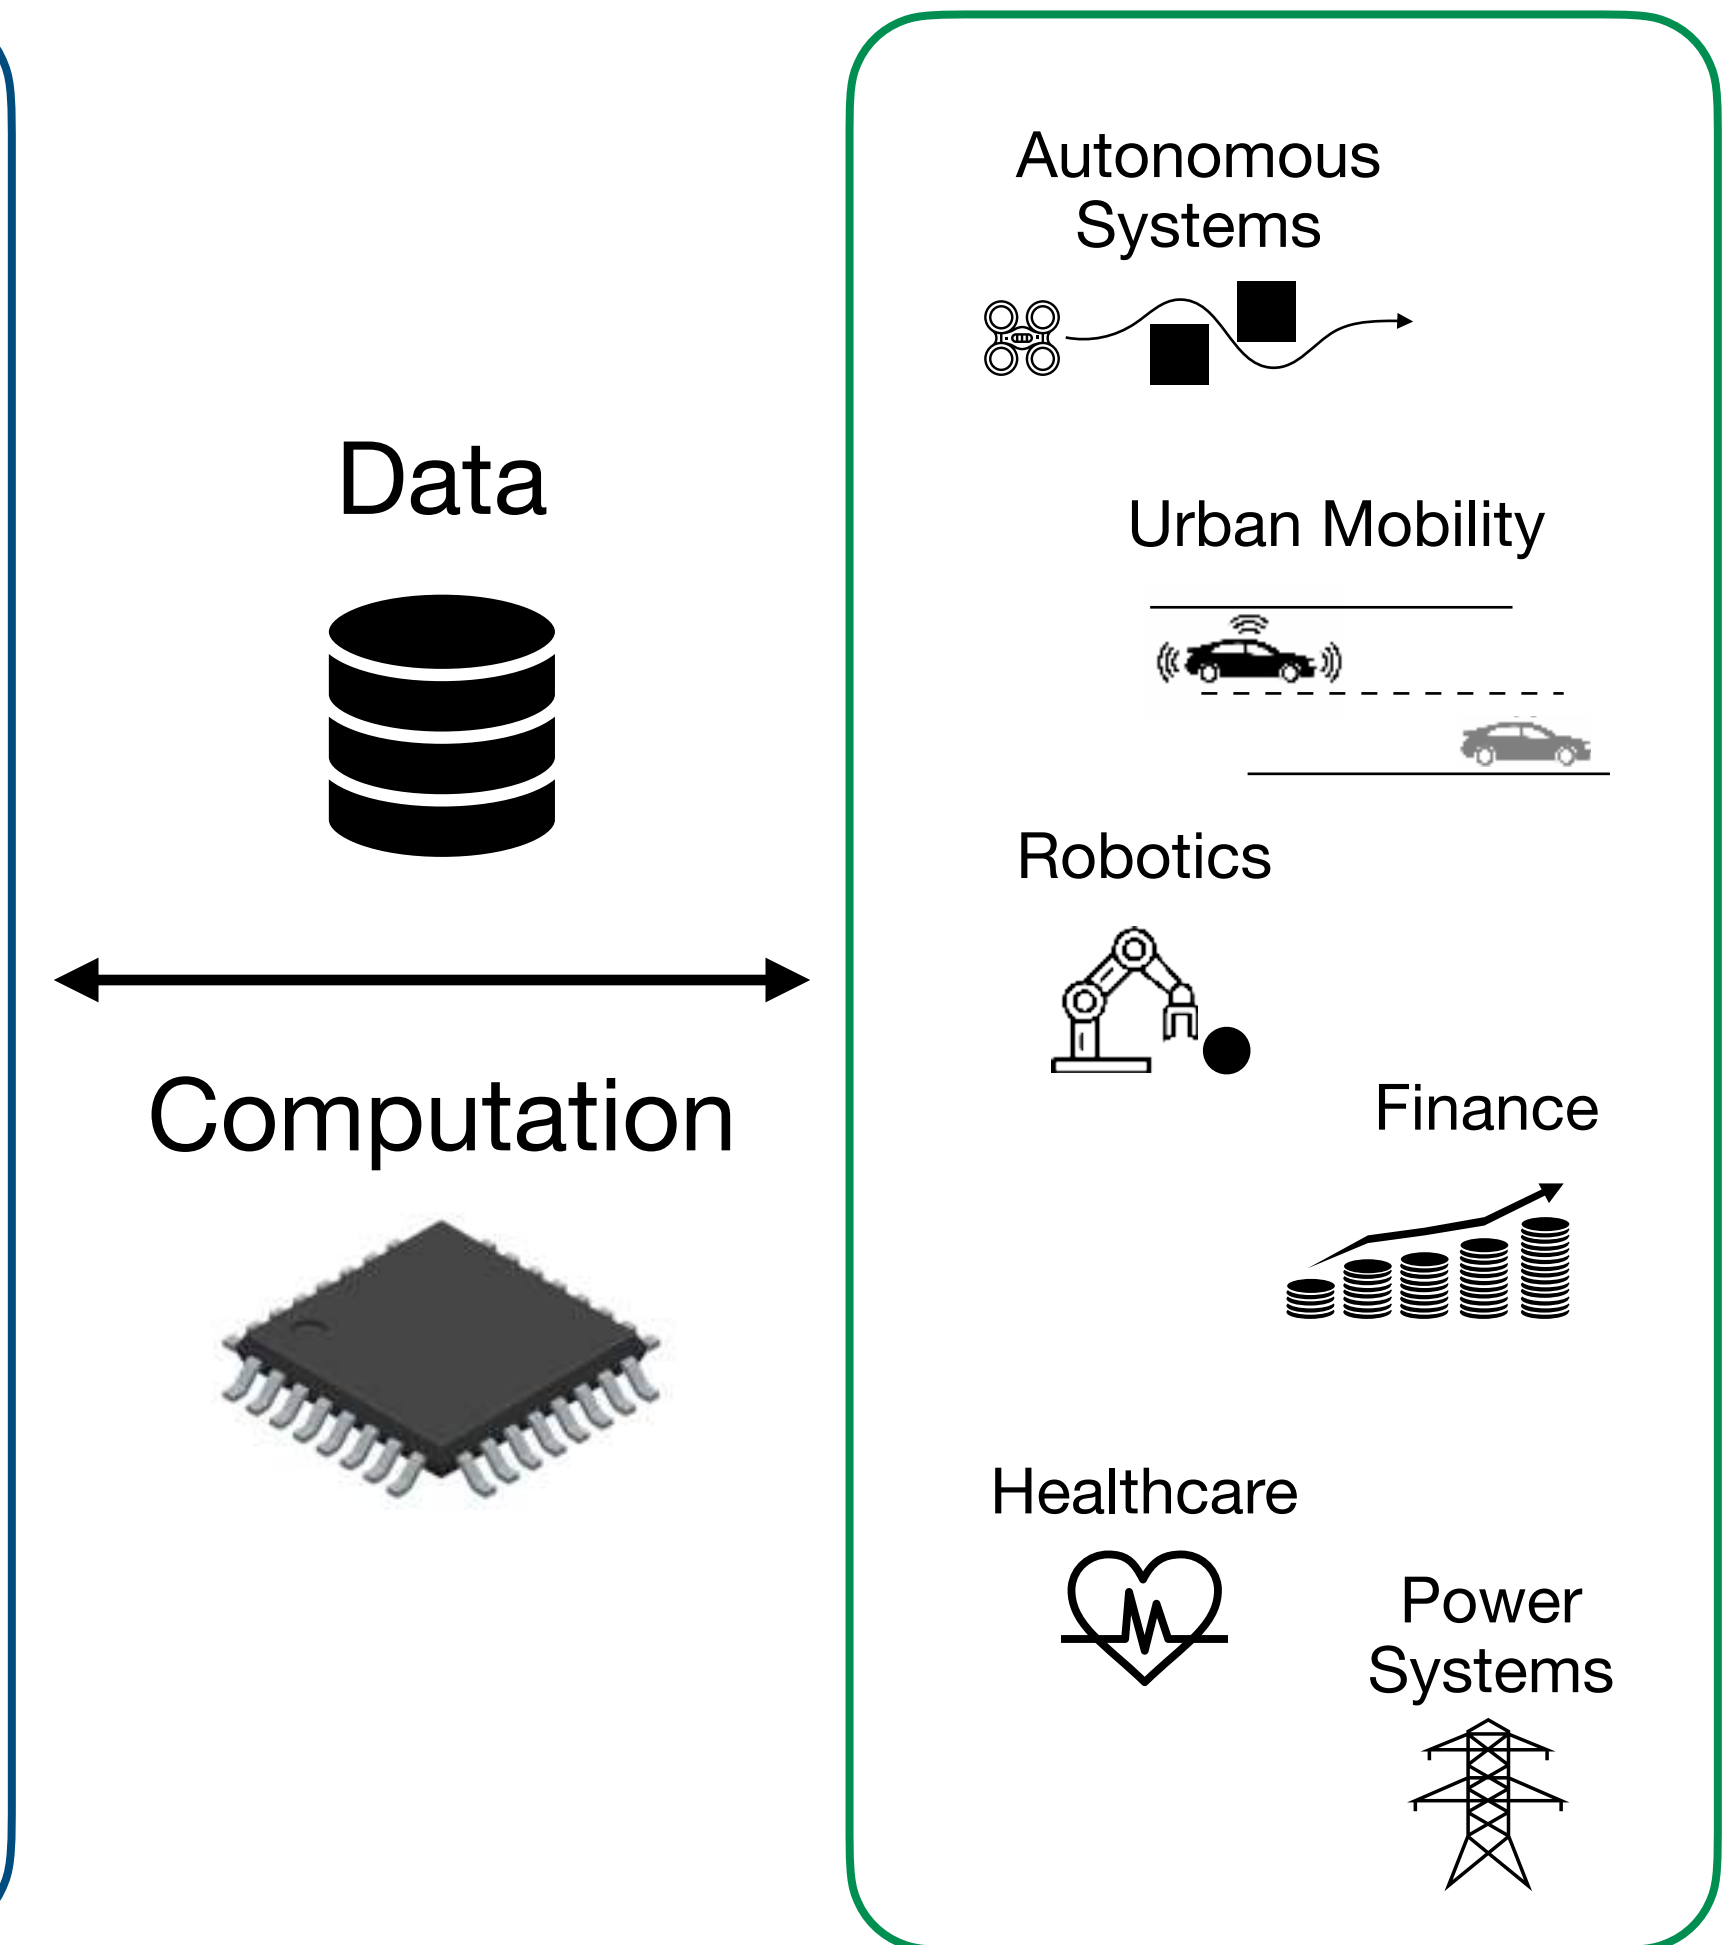 Data
Computation
Autonomous
Systems
Urban Mobility
Robotics
Finance
Healthcare
Power
Systems